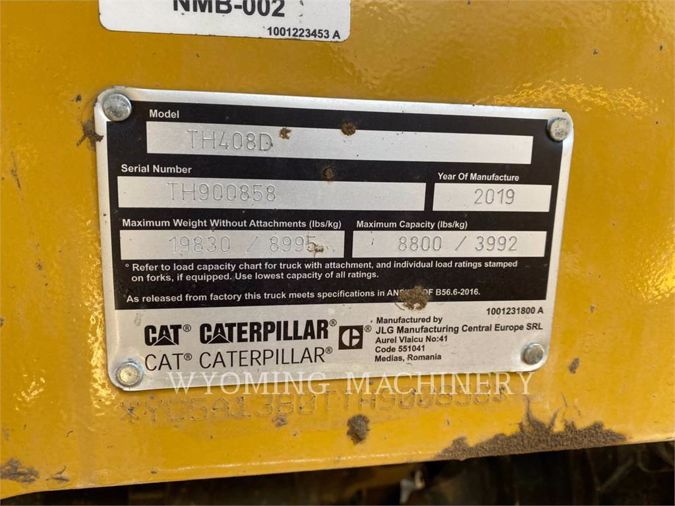 NMB-002
1001223453 A
Model
TH408D
Serial Number
TH900858
Year Of Manufacture
2019
Maximum Weight Without Attachments (lbs/kg)
19830 / 8995
Maximum Capacity (lbs/kg)
8800 / 3992
* Refer to load capacity chart for truck with attachment, and individual load ratings stamped
on forks, if equipped. Use lowest capacity of all ratings.
*As released from factory this truck meets specifications in OF B56.6-2016.
1001231800 A
CAT® CATERPILLAR®
CAT® CATERPILLAR®
Manufactured by
JLG Manufacturing Central Europe SRL
Aurel Vlaicu No:41
Code 551041
Medias, Romania
WYOMING MACHINERY